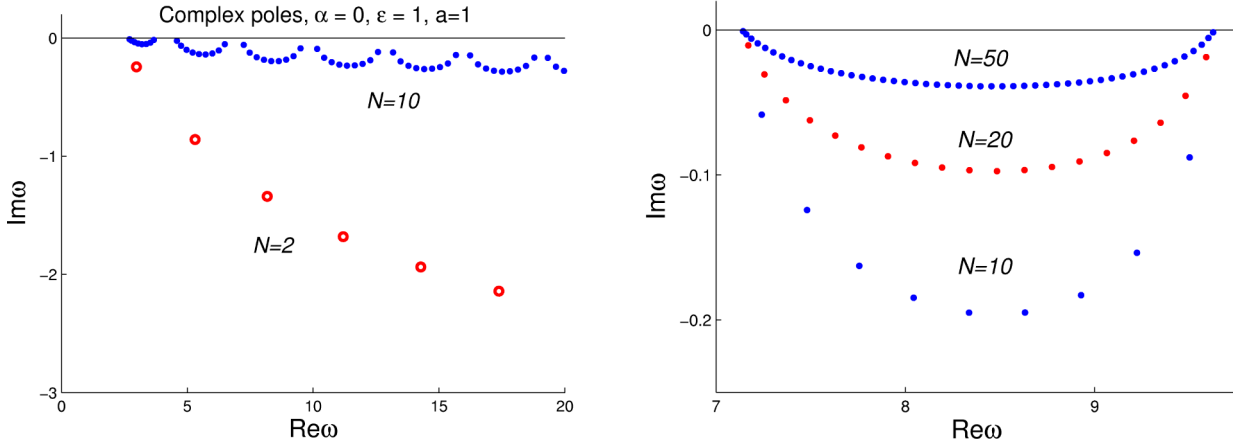 Complex poles, α = 0, ε = 1, a=1
0
−1
−2
−3
Imω
N=10
N=2
0
5
10
15
20
Reω
0
−0.1
−0.2
Imω
N=50
N=20
N=10
7
8
9
Reω